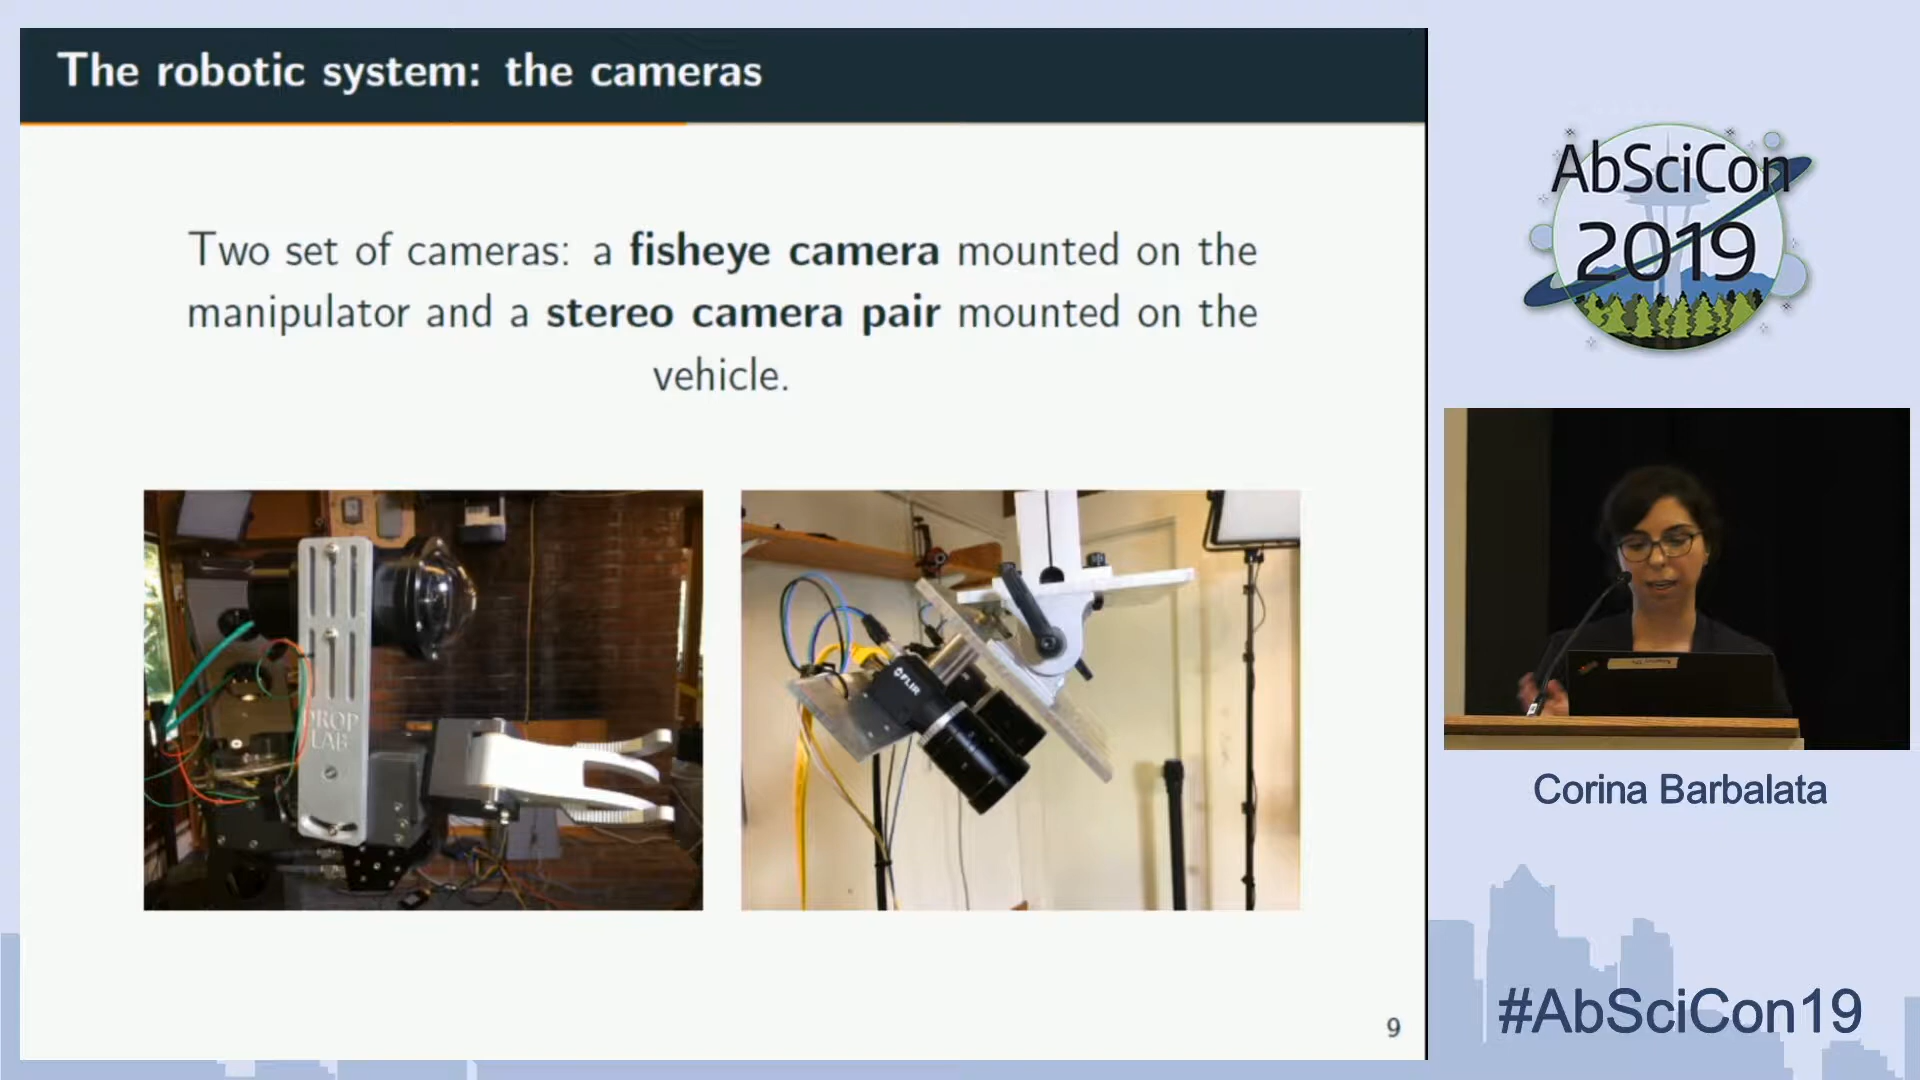 The robotic system: the cameras
Two set of cameras: a fisheye camera mounted on the
manipulator and a stereo camera pair mounted on the
vehicle.
DROP
LAB
FLIR
9
AbSciCon
2019
Corina Barbalata
#AbSciCon19